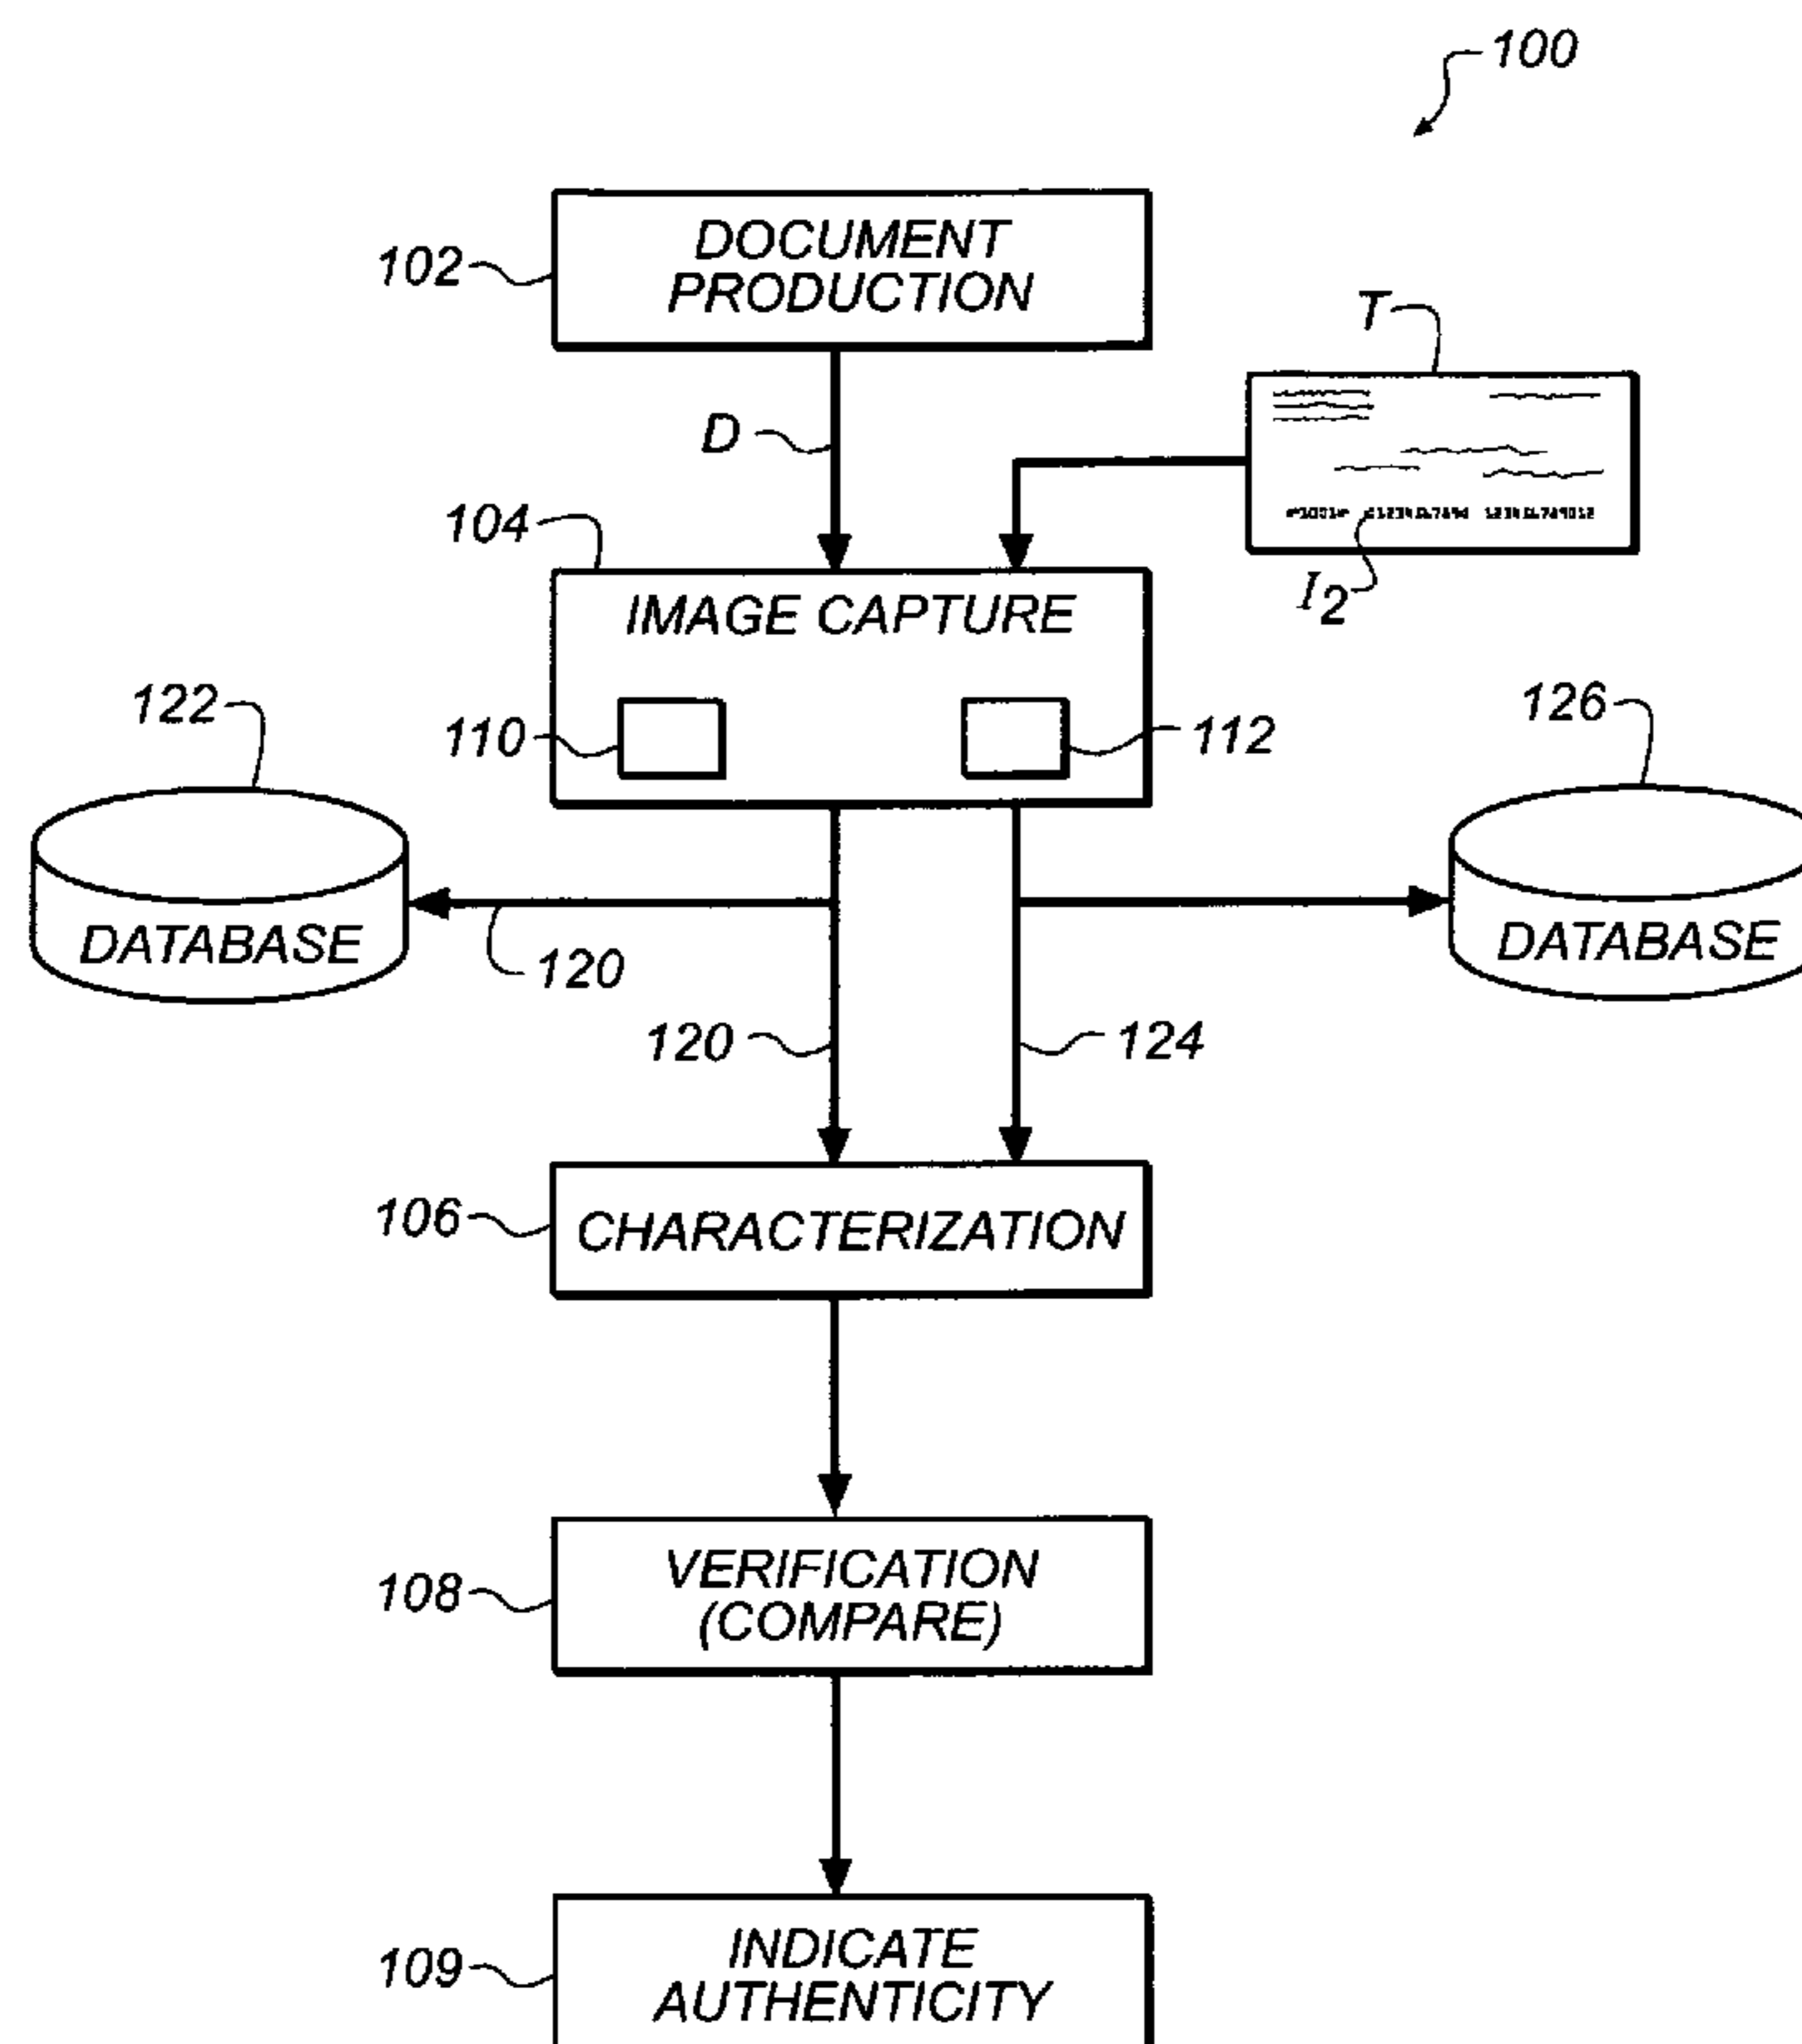 100
102
DOCUMENT
PRODUCTION
T
D
104
I2
IMAGE CAPTURE
110
112
122
126
DATABASE
DATABASE
120
120
124
106
CHARACTERIZATION
108
VERIFICATION
(COMPARE)
109
INDICATE
AUTHENTICITY